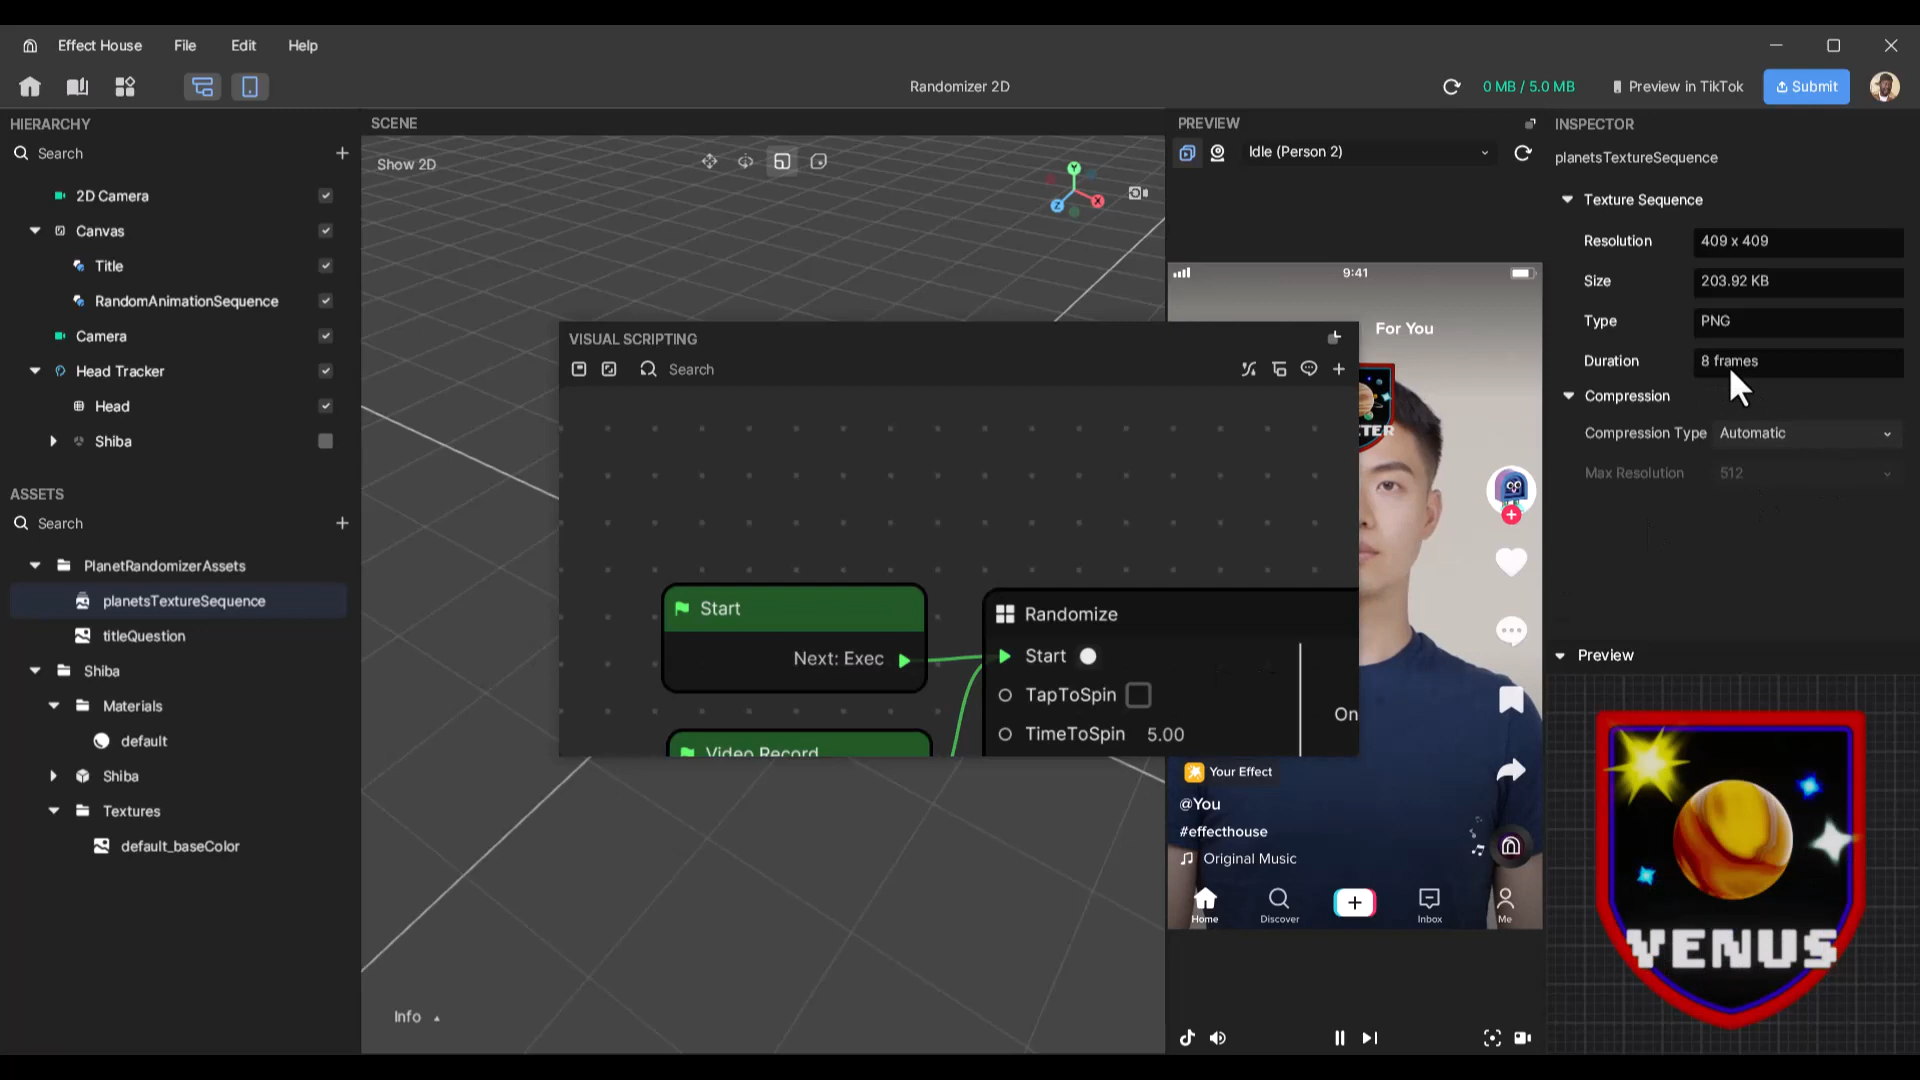 Effect House
File
Edit
Help
Randomizer 2D
0 MB / 5.0 MB
Preview in TikTok
Submit
HIERARCHY
Search
2D Camera
Canvas
Title
RandomAnimationSequence
Camera
Head Tracker
Head
Shiba
ASSETS
Search
PlanetRandomizerAssets
planetsTextureSequence
titleQuestion
Shiba
Materials
default
Shiba
Textures
default_baseColor
SCENE
Show 2D
Y
X
Z
Info
VISUAL SCRIPTING
Search
Start
Next: Exec
Video Record
Randomize
Start
TapToSpin
TimeToSpin 5.00
On
PREVIEW
Idle (Person 2)
9:41
For You
TER
Your Effect
@You
#effecthouse
Original Music
Home
Discover
Inbox
Me
INSPECTOR
planetsTextureSequence
Texture Sequence
Resolution 409 x 409
Size 203.92 KB
Type PNG
Duration 8 frames
Compression
Compression Type Automatic
Max Resolution 512
Preview
VENUS